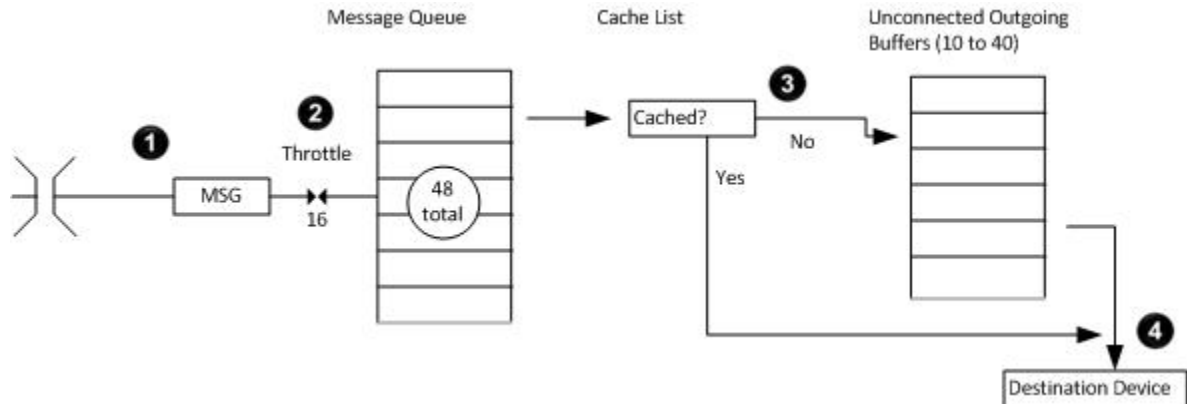 Message Queue
Cache List
Unconnected Outgoing
Buffers (10 to 40)
1
2
Throttle
MSG
16
48
total
Cached?
3
No
Yes
4
Destination Device